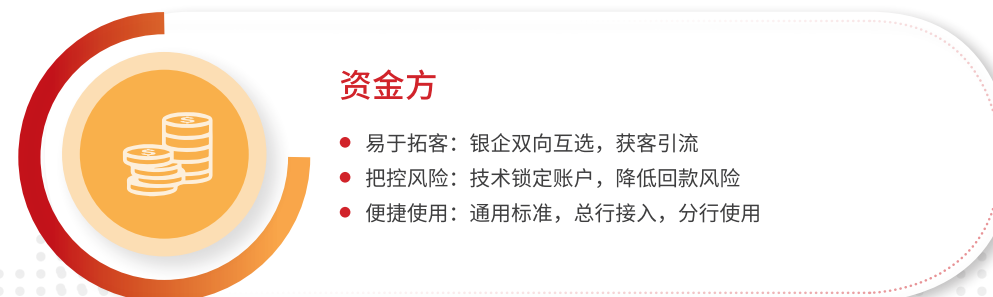 资金方
易于拓客：银企双向互选，获客引流
把控风险：技术锁定账户，降低回款风险
便捷使用：通用标准，总行接入，分行使用